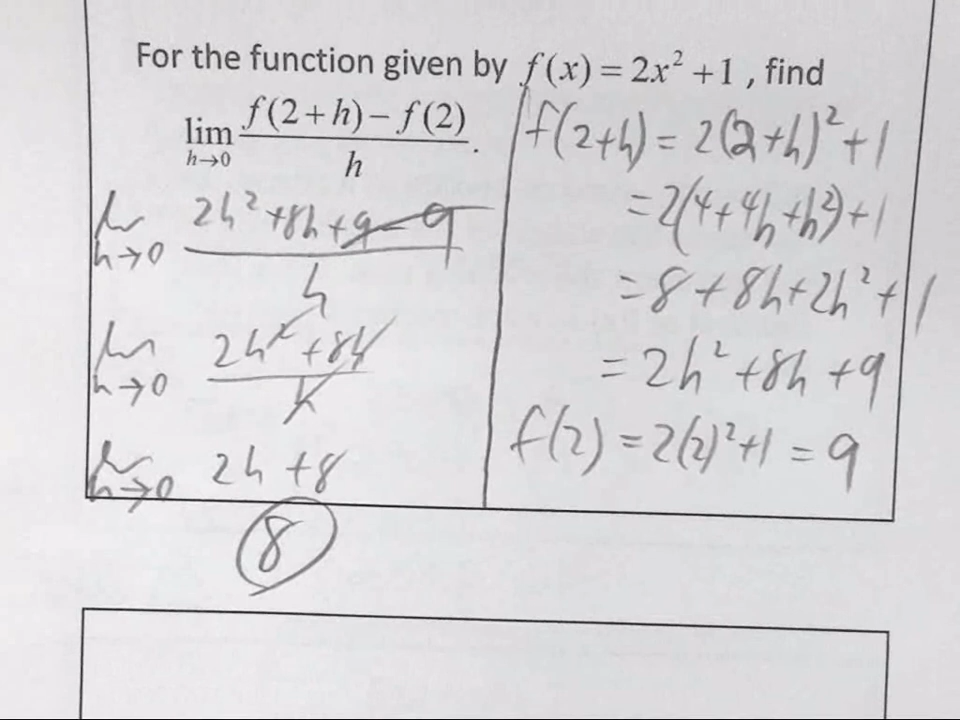 For the function given by f(x) = 2x² + 1 , find
lim h→0 f(2+h) − f(2) / h .
lim h→0 2h² + 8h + 9 − 9 / h
lim h→0 2h² + 8h / h
lim h→0 2h + 8
8
f(2+h) = 2(2+h)² + 1
= 2(4 + 4h + h²) + 1
= 8 + 8h + 2h² + 1
= 2h² + 8h + 9
f(2) = 2(2)² + 1 = 9